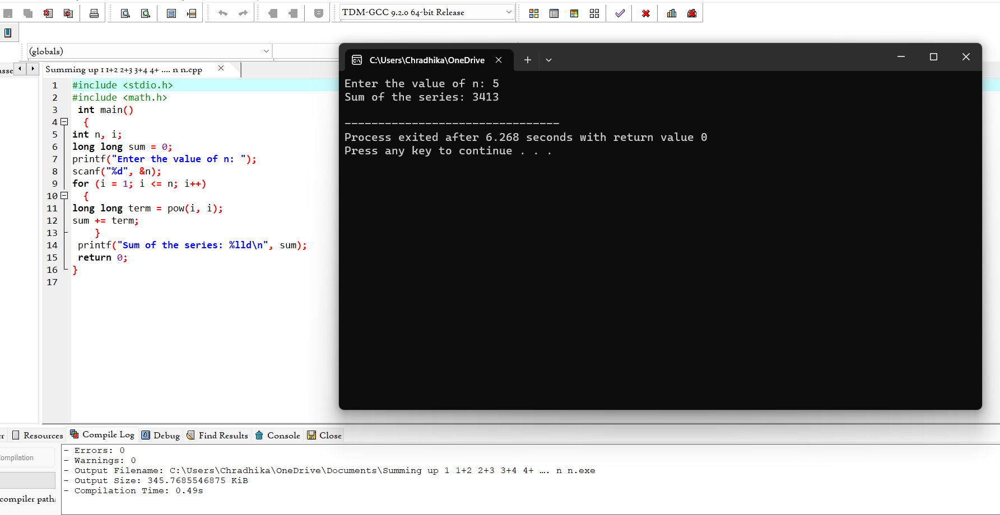 TDM-GCC 9.2.0 64-bit Release
(globals)
Summing up 1 1+2 2+3 3+4 4+ .... n n.cpp
1 #include <stdio.h>
2 #include <math.h>
3 int main()
4 {
5 int n, i;
6 long long sum = 0;
7 printf("Enter the value of n: ");
8 scanf("%d", &n);
9 for (i = 1; i <= n; i++)
10 {
11 long long term = pow(i, i);
12 sum += term;
13 }
14 printf("Sum of the series: %lld\n", sum);
15 return 0;
16 }
17
C:\Users\Chradhika\OneDrive
Enter the value of n: 5
Sum of the series: 3413
--------------------------------
Process exited after 6.268 seconds with return value 0
Press any key to continue . . .
Resources Compile Log Debug Find Results Console Close
- Errors: 0
- Warnings: 0
- Output Filename: C:\Users\Chradhika\OneDrive\Documents\Summing up 1 1+2 2+3 3+4 4+ .... n n.exe
- Output Size: 345.7685546875 KiB
- Compilation Time: 0.49s
ompilation
compiler path